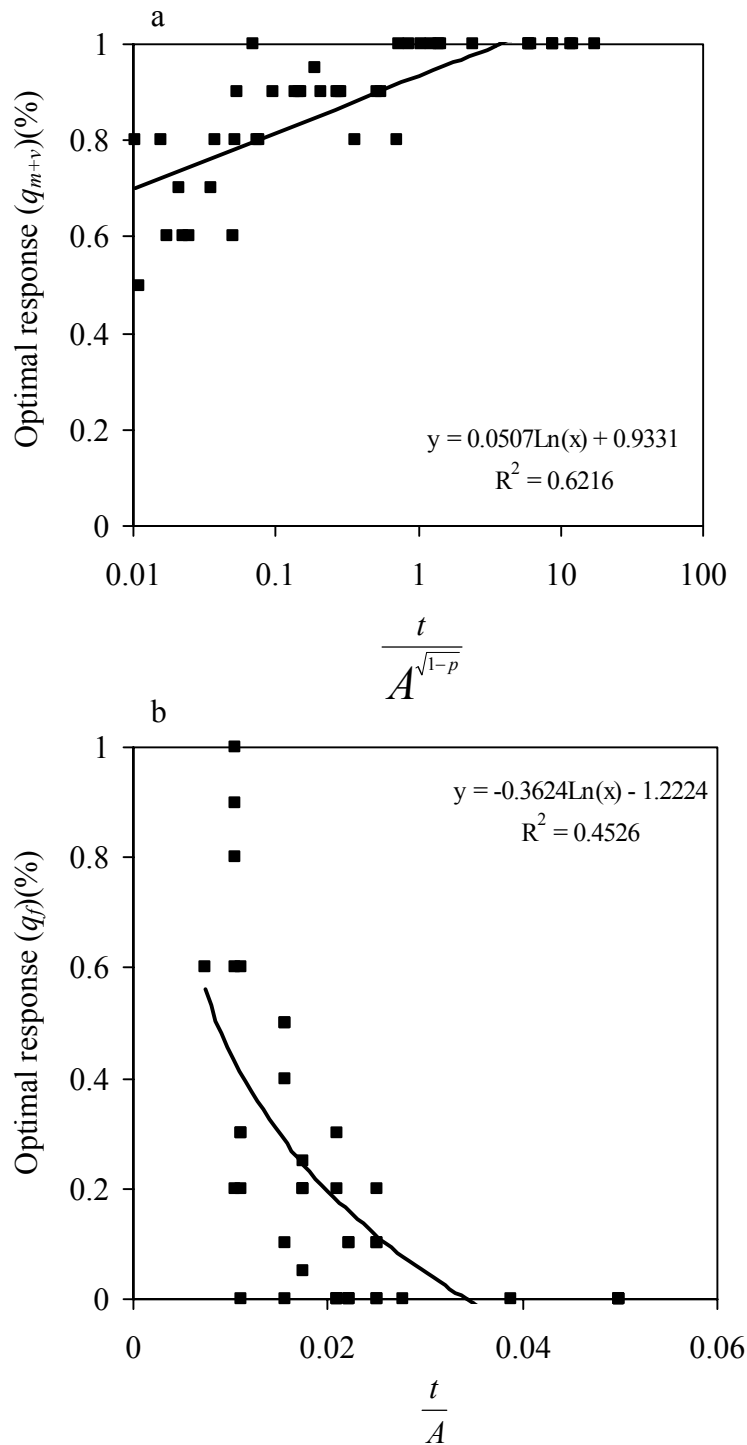 a
Optimal response (q_{m+v})(%)
1
0.8
0.6
0.4
0.2
0
y = 0.0507Ln(x) + 0.9331
R² = 0.6216
0.01 0.1 1 10 100
t
A^{√(1−p)}
b
Optimal response (q_f)(%)
1
0.8
0.6
0.4
0.2
0
y = -0.3624Ln(x) - 1.2224
R² = 0.4526
0 0.02 0.04 0.06
t
A